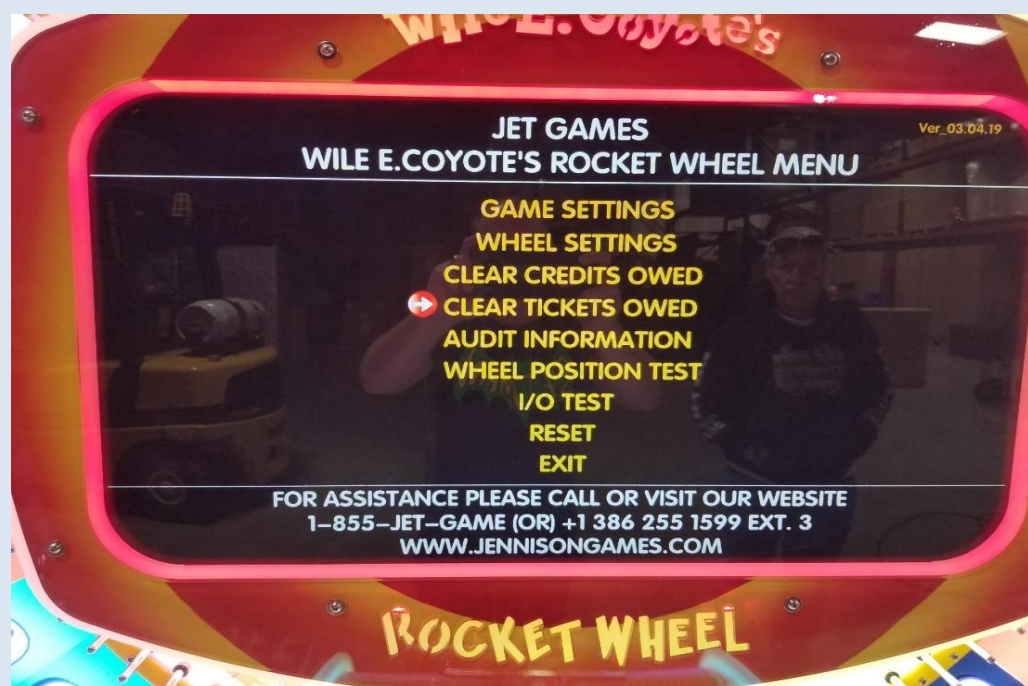 Wile E. Coyote's
JET GAMES
Ver_03.04.19
WILE E.COYOTE'S ROCKET WHEEL MENU
GAME SETTINGS
WHEEL SETTINGS
CLEAR CREDITS OWED
CLEAR TICKETS OWED
AUDIT INFORMATION
WHEEL POSITION TEST
I/O TEST
RESET
EXIT
FOR ASSISTANCE PLEASE CALL OR VISIT OUR WEBSITE
1–855–JET–GAME (OR) +1 386 255 1599 EXT. 3
WWW.JENNISONGAMES.COM
ROCKET WHEEL